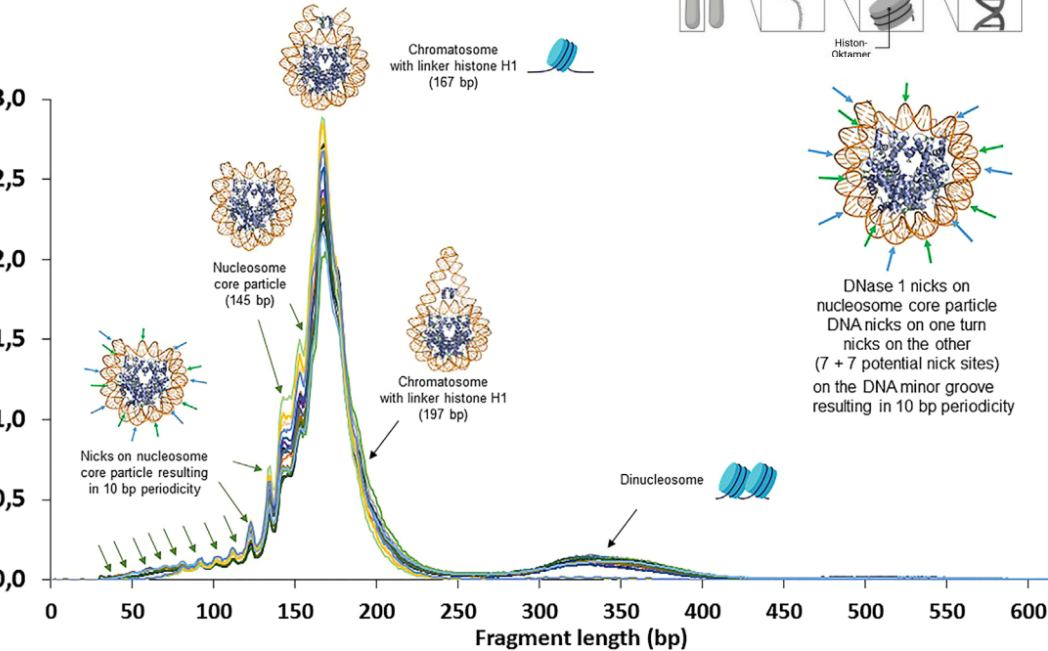 Histon-
Oktamer
Chromatosome
with linker histone H1
(167 bp)
3,0
2,5
2,0
1,5
1,0
0,5
0,0
Nucleosome
core particle
(145 bp)
Chromatosome
with linker histone H1
(197 bp)
Nicks on nucleosome
core particle resulting
in 10 bp periodicity
Dinucleosome
DNase 1 nicks on
nucleosome core particle
DNA nicks on one turn
nicks on the other
(7 + 7 potential nick sites)
on the DNA minor groove
resulting in 10 bp periodicity
0 50 100 150 200 250 300 350 400 450 500 550 600
Fragment length (bp)